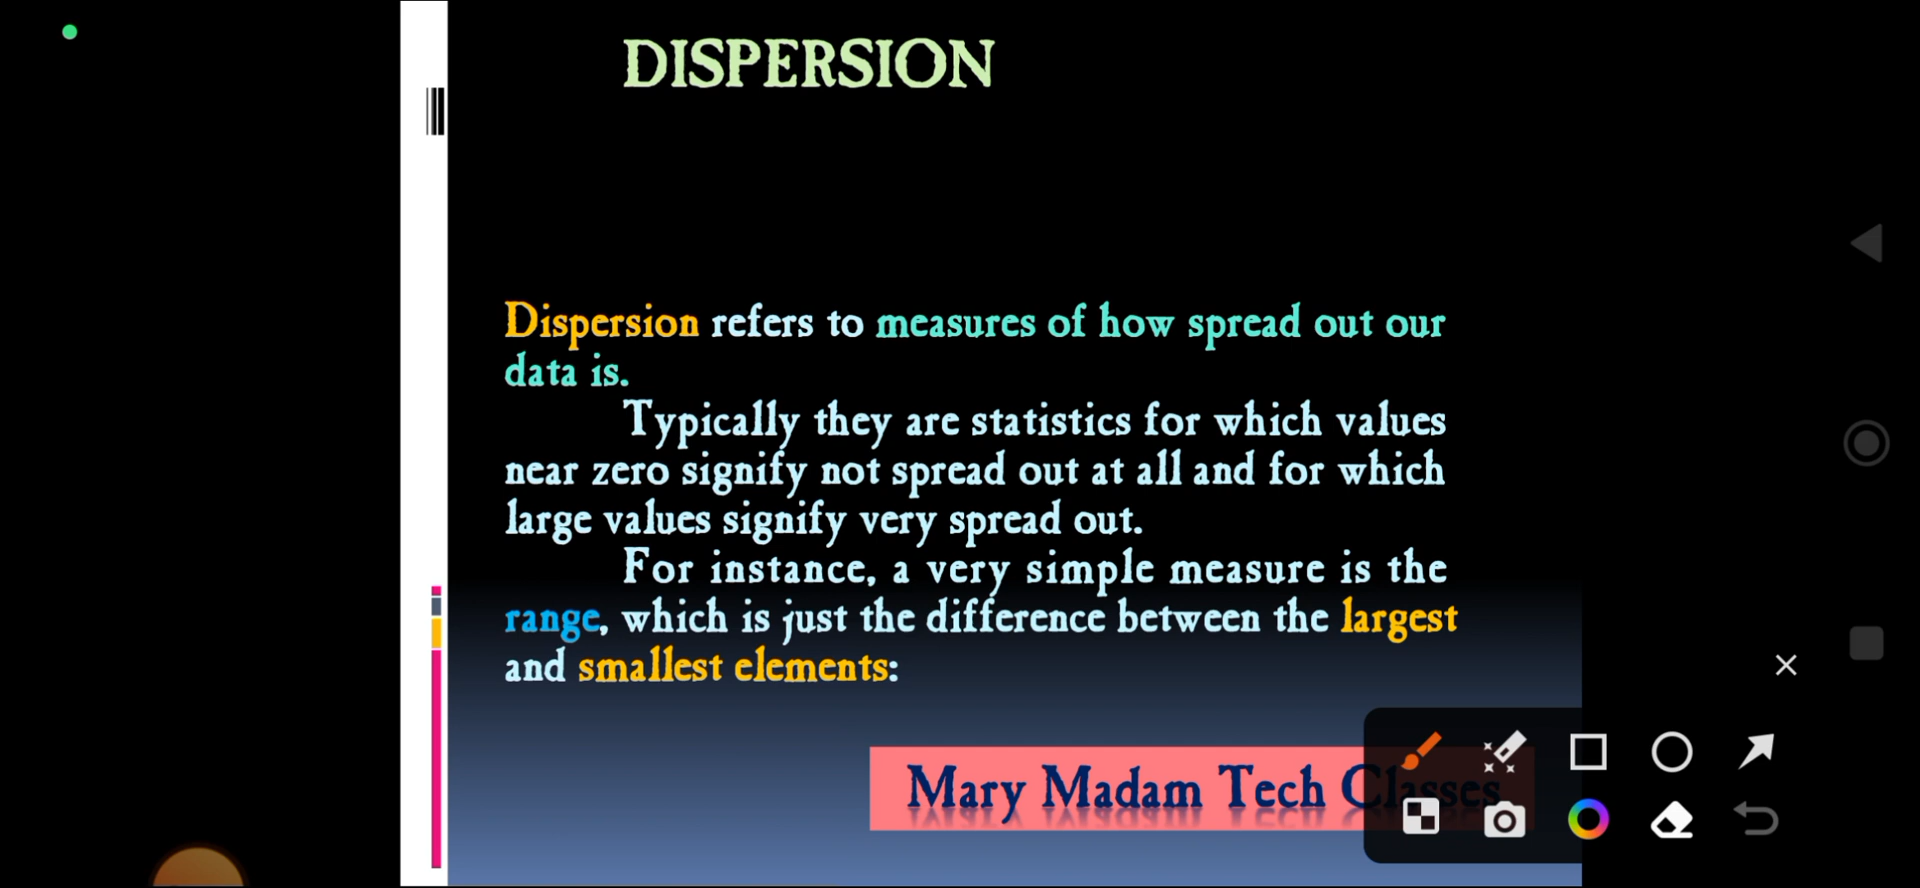 DISPERSION
Dispersion refers to measures of how spread out our
data is.
Typically they are statistics for which values
near zero signify not spread out at all and for which
large values signify very spread out.
For instance, a very simple measure is the
range, which is just the difference between the largest
and smallest elements:
Mary Madam Tech Classes